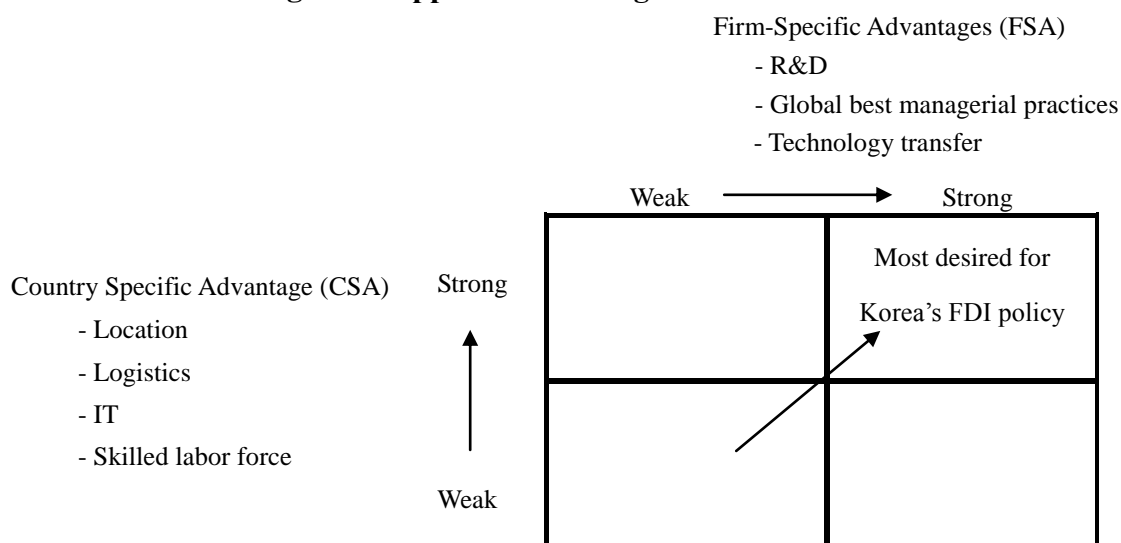 Firm-Specific Advantages (FSA)
- R&D
- Global best managerial practices
- Technology transfer
Weak Strong
Most desired for
Korea's FDI policy
Country Specific Advantage (CSA) Strong
- Location
- Logistics
- IT
- Skilled labor force
Weak